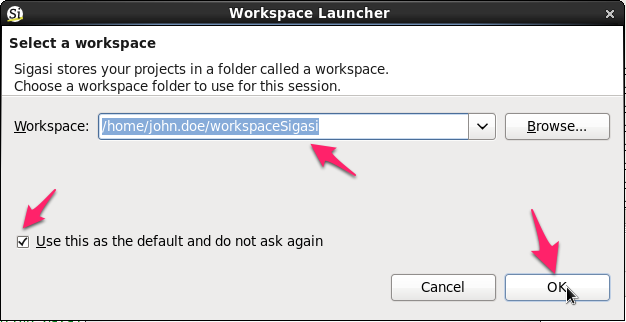 Si
Workspace Launcher
Select a workspace
Sigasi stores your projects in a folder called a workspace.
Choose a workspace folder to use for this session.
Workspace: /home/john.doe/workspaceSigasi Browse...
Use this as the default and do not ask again
Cancel OK